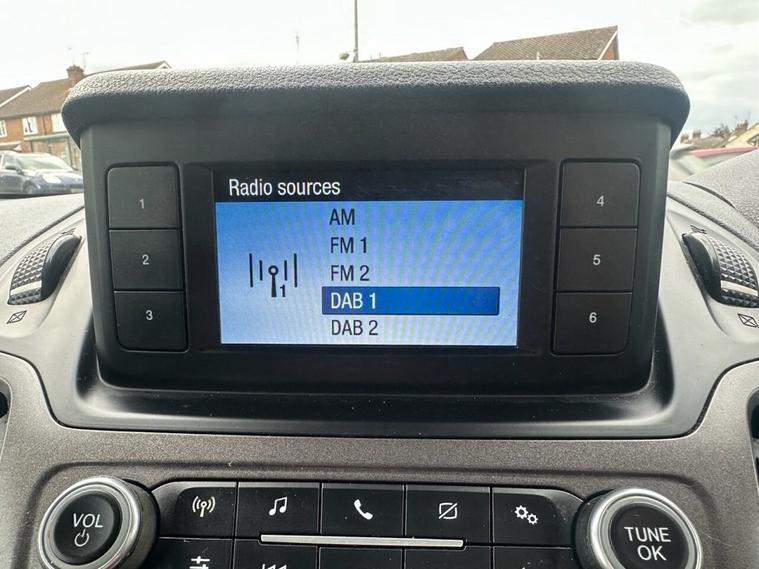 Radio sources
1
2
3
AM
FM 1
FM 2
DAB 1
DAB 2
1
4
5
6
VOL
TUNE
OK